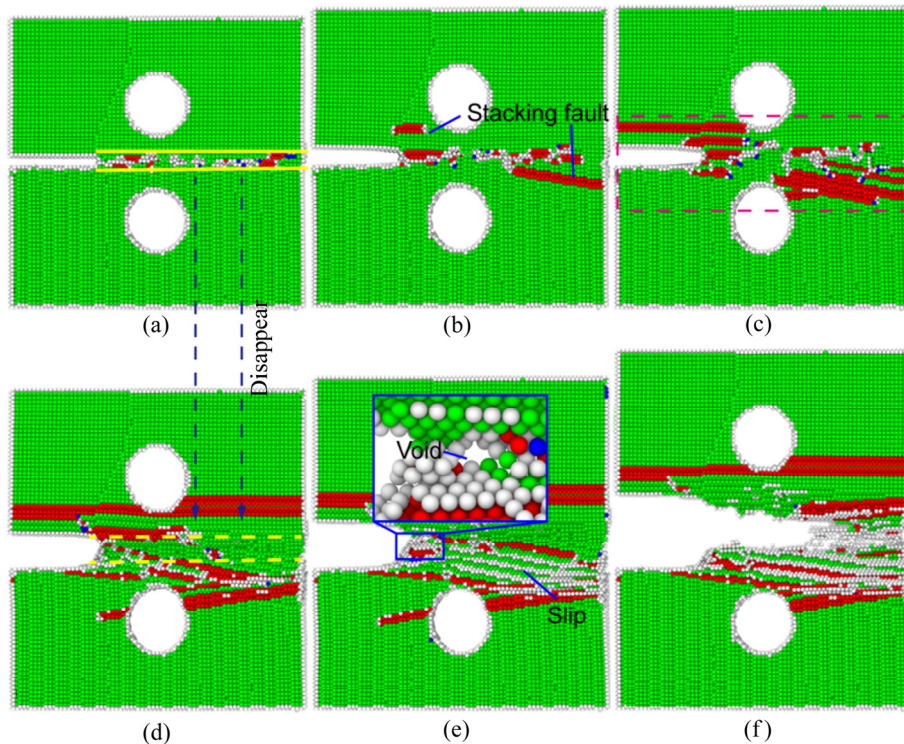 Stacking fault
(a)
(b)
(c)
Disappear
Void
Slip
(d)
(e)
(f)